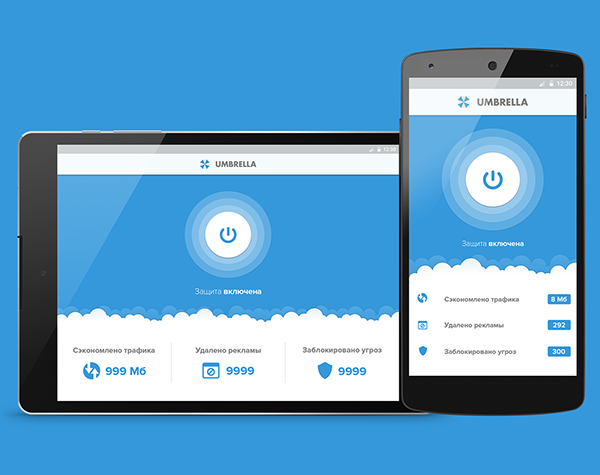 12:30
UMBRELLA
Защита включена
Сэкономлено трафика
999 Мб
Удалено рекламы
9999
Заблокировано угроз
9999
12:30
UMBRELLA
Защита включена
Сэкономлено трафика 8 Мб
Удалено рекламы 292
Заблокировано угроз 300